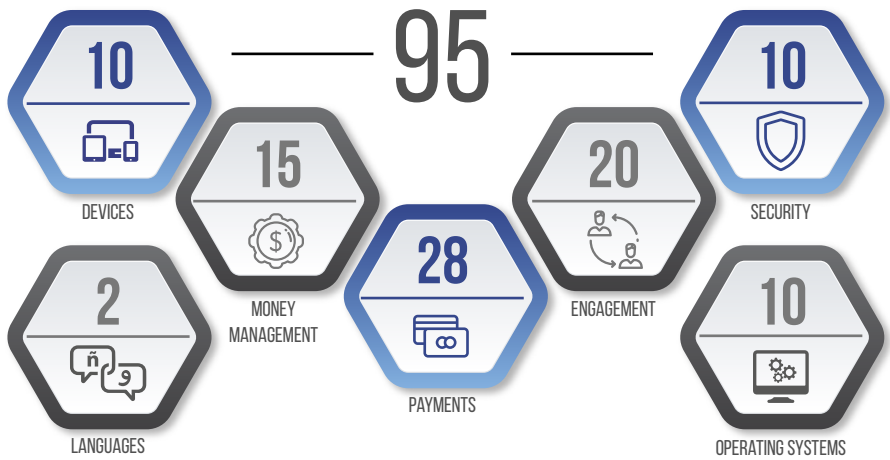 95
10
DEVICES
15
MONEY
MANAGEMENT
28
PAYMENTS
20
ENGAGEMENT
10
SECURITY
2
ñ
و
LANGUAGES
10
OPERATING SYSTEMS
$